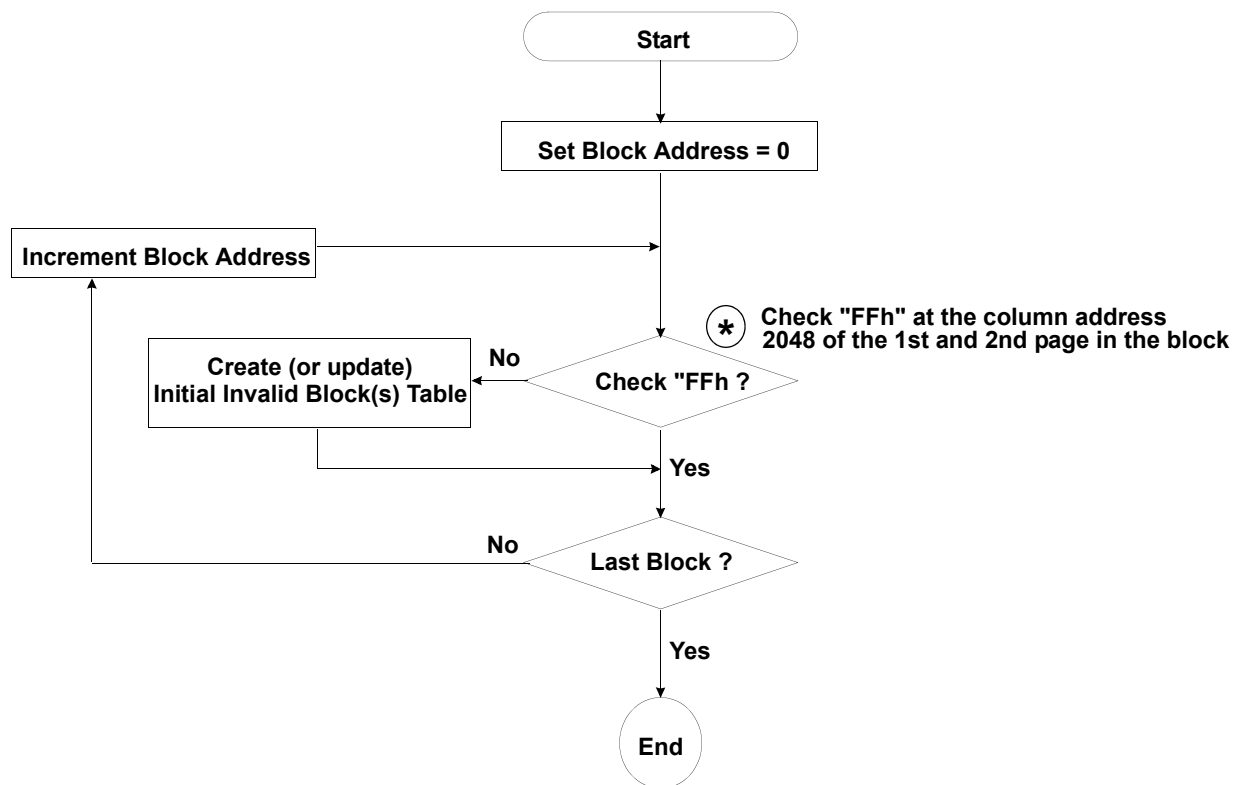 Start
Set Block Address = 0
Increment Block Address
* Check "FFh" at the column address
2048 of the 1st and 2nd page in the block
No
Create (or update)
Initial Invalid Block(s) Table
Check "FFh ?
Yes
No
Last Block ?
Yes
End